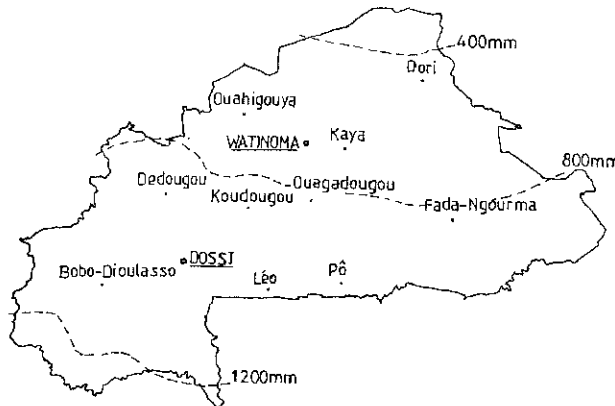 400mm
Dori
Ouahigouya
WATINOMA
Kaya
800mm
Dedougou
Koudougou
Ouagadougou
Fada-Ngourma
DOSSI
Bobo-Dioulasso
Léo
Pô
1200mm